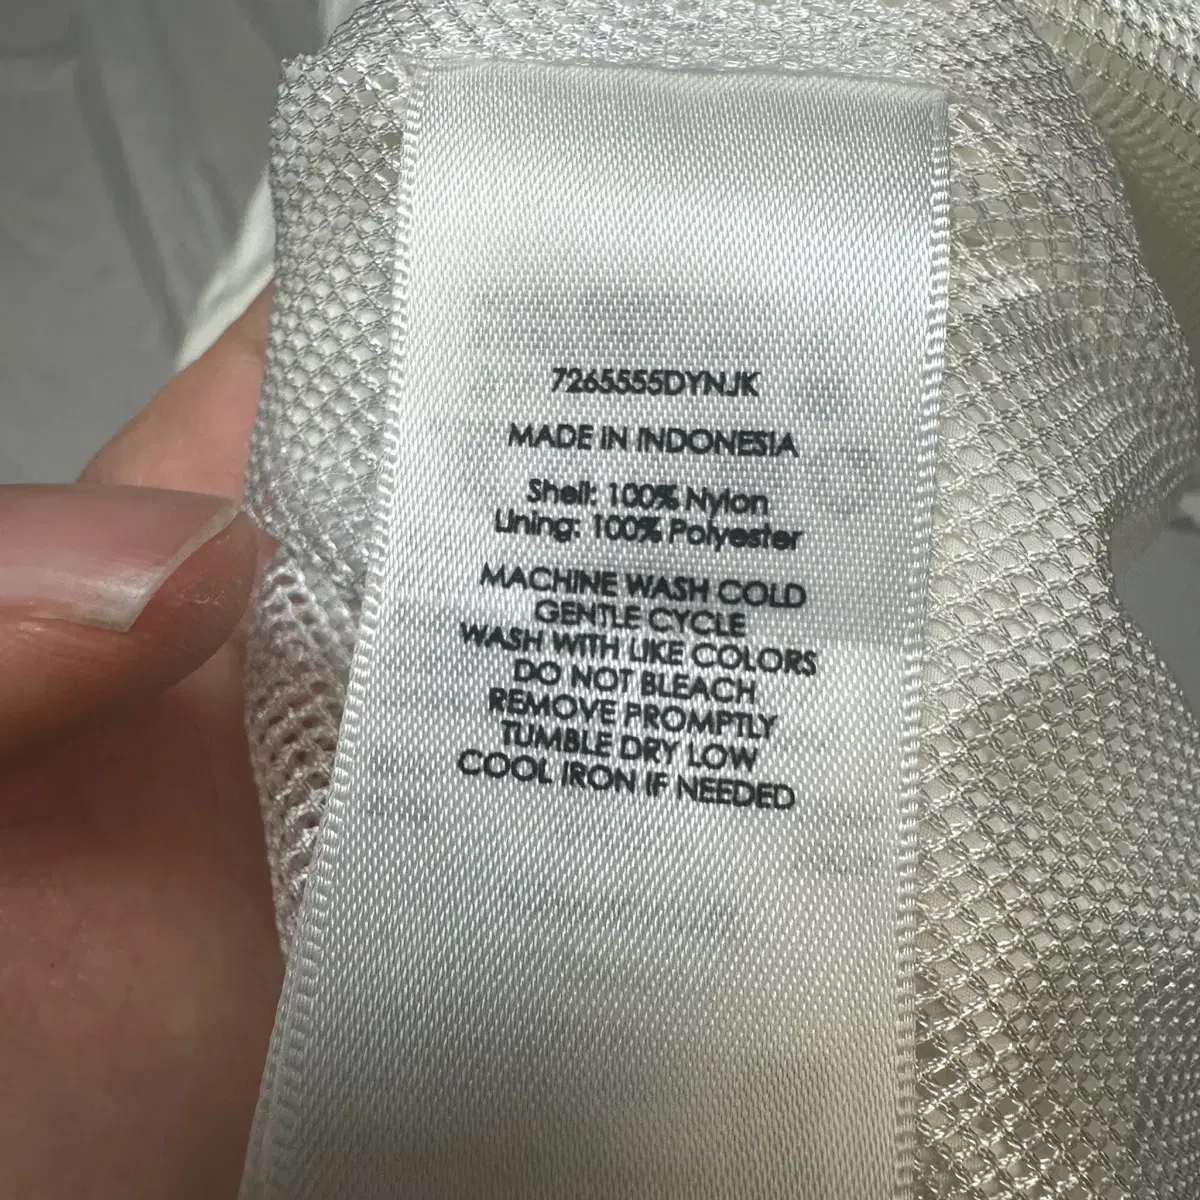 7265555DYNJK
MADE IN INDONESIA
Shell: 100% Nylon
Lining: 100% Polyester
MACHINE WASH COLD
GENTLE CYCLE
WASH WITH LIKE COLORS
DO NOT BLEACH
REMOVE PROMPTLY
TUMBLE DRY LOW
COOL IRON IF NEEDED